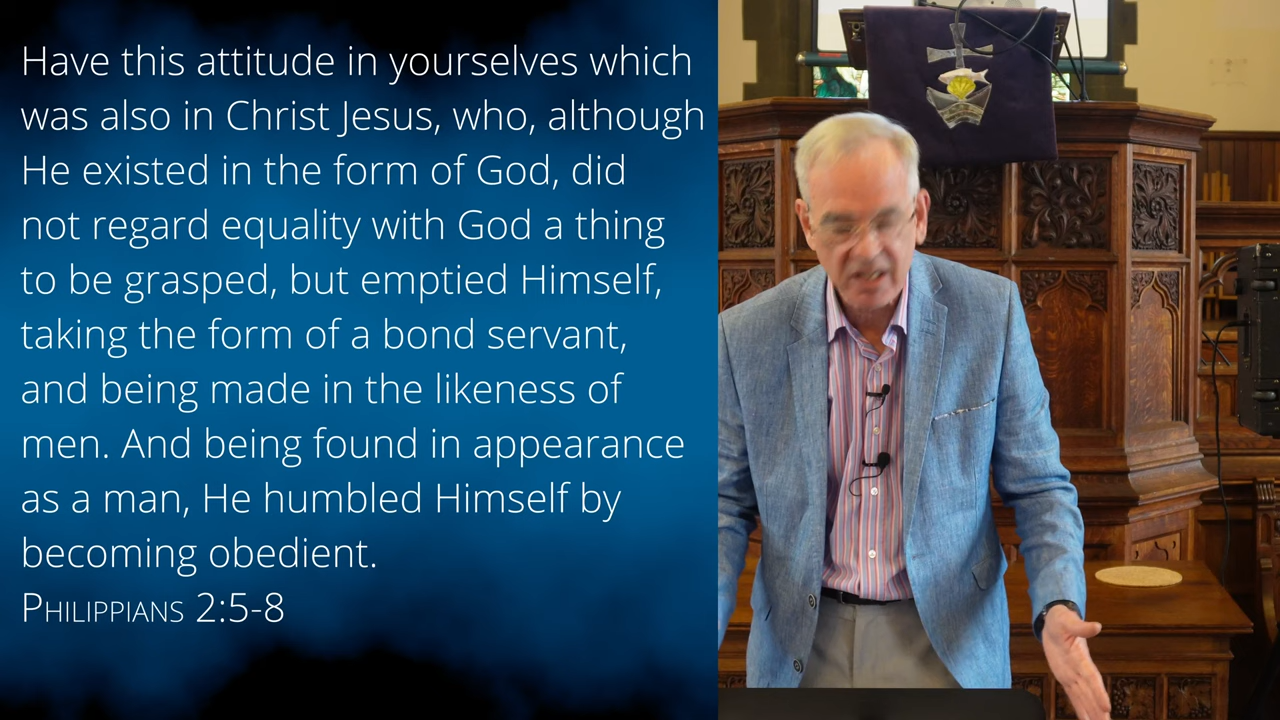 Have this attitude in yourselves which
was also in Christ Jesus, who, although
He existed in the form of God, did
not regard equality with God a thing
to be grasped, but emptied Himself,
taking the form of a bond servant,
and being made in the likeness of
men. And being found in appearance
as a man, He humbled Himself by
becoming obedient.
Philippians 2:5-8